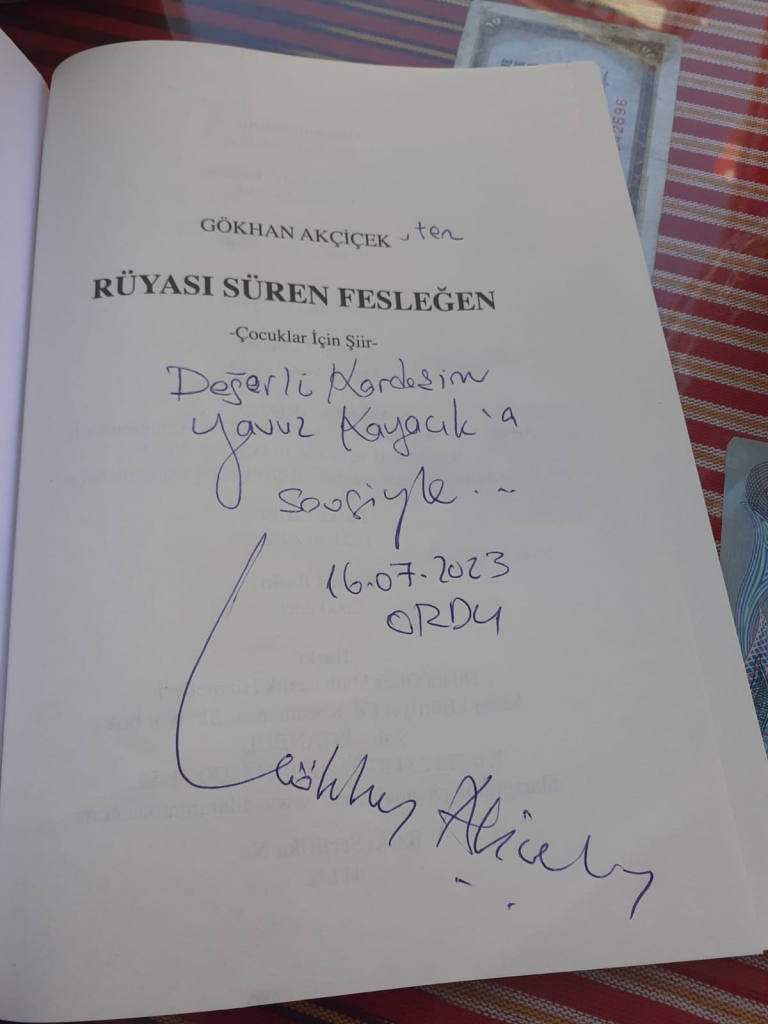 GÖKHAN AKÇİÇEK 'ten
RÜYASI SÜREN FESLEĞEN
-Çocuklar İçin Şiir-
Değerli Kardeşim
Yavuz Kayacık'a
sevgiyle...
16.07.2023
ORDU
Gökhan Akçiçek